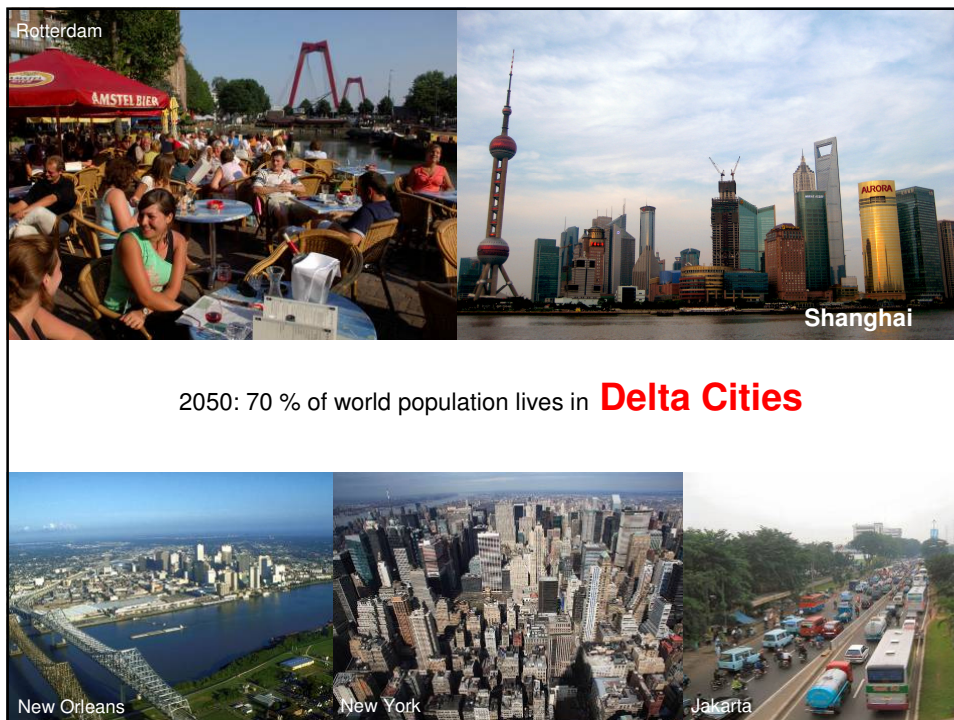 Rotterdam
AMSTEL BIER
AURORA
Shanghai
2050: 70 % of world population lives in Delta Cities
New Orleans
New York
Jakarta